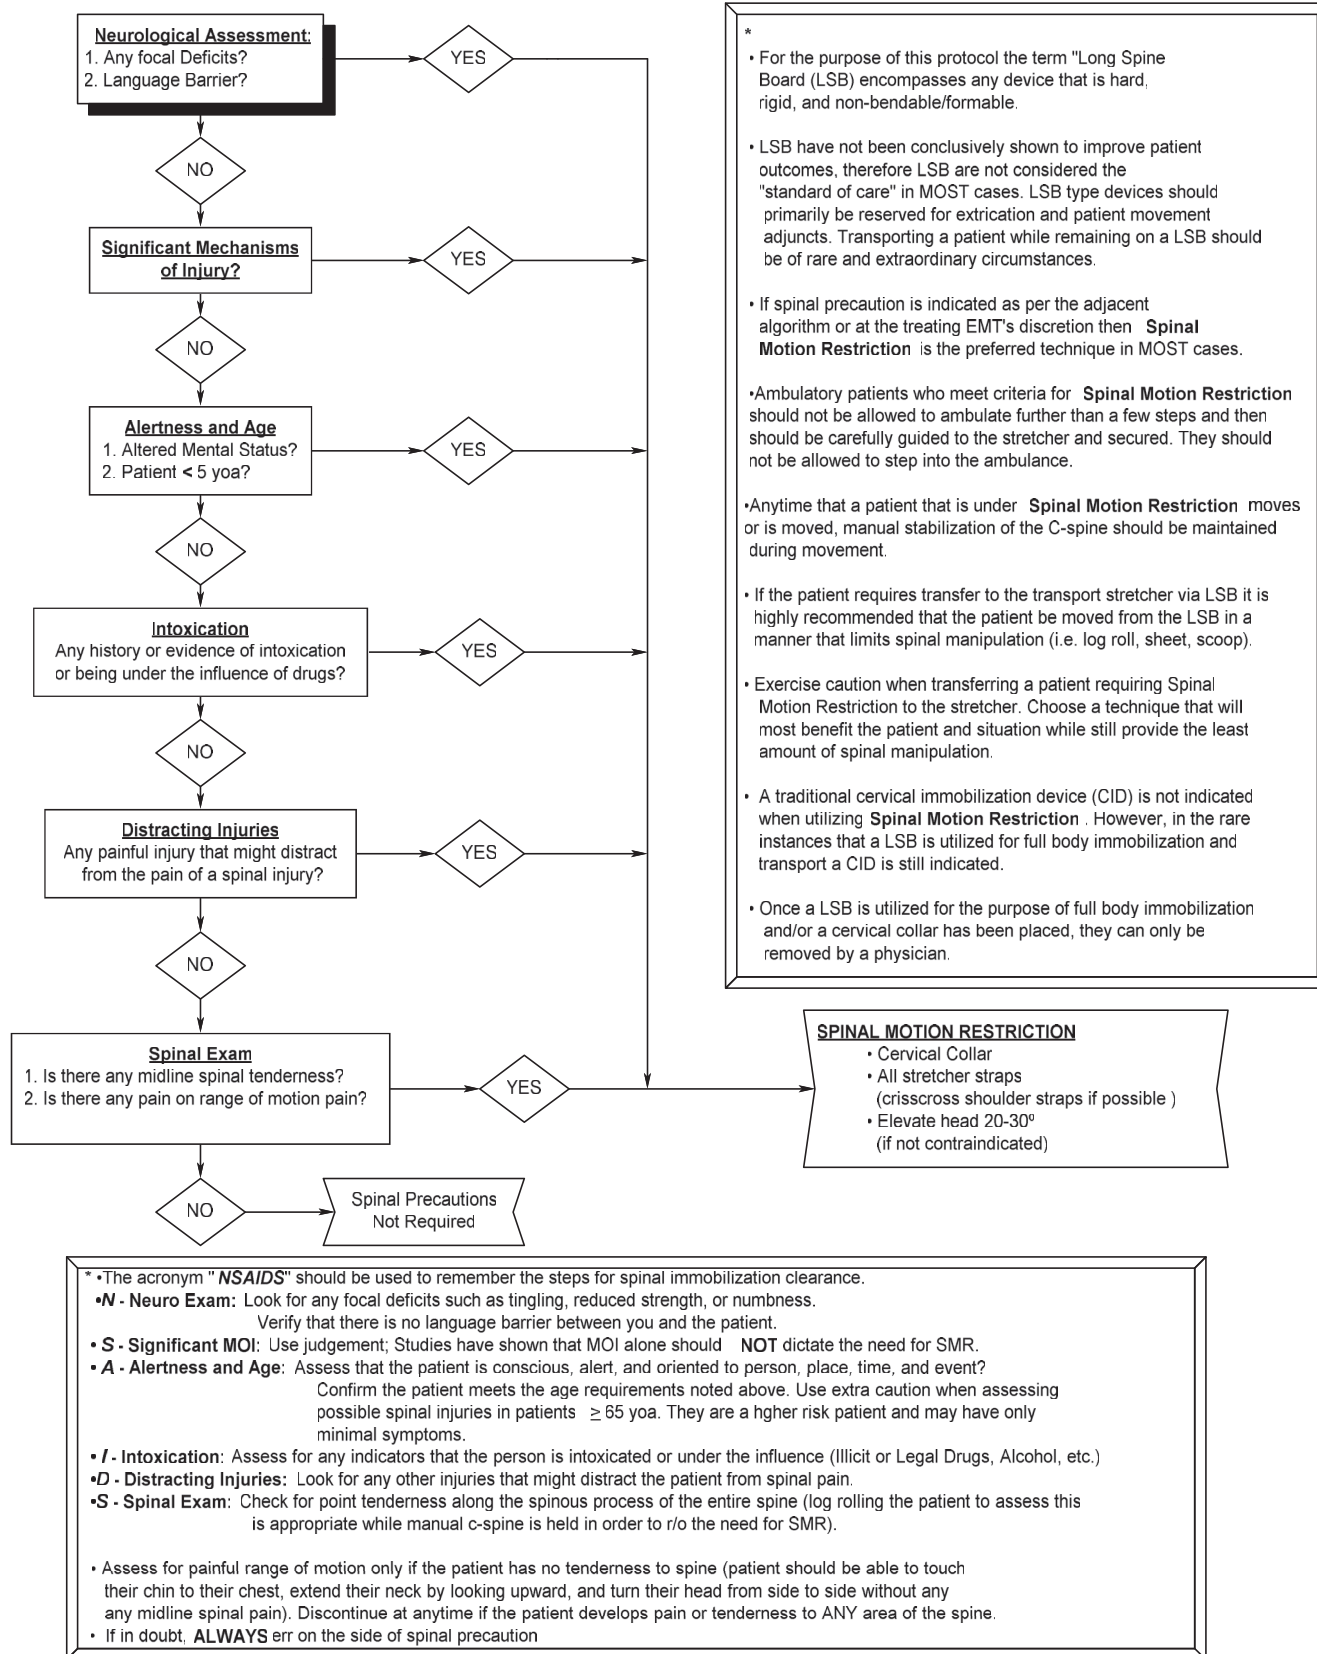 Neurological Assessment:
1. Any focal Deficits?
2. Language Barrier?
YES
NO
Significant Mechanisms
of Injury?
YES
NO
Alertness and Age
1. Altered Mental Status?
2. Patient < 5 yoa?
YES
NO
Intoxication
Any history or evidence of intoxication
or being under the influence of drugs?
YES
NO
Distracting Injuries
Any painful injury that might distract
from the pain of a spinal injury?
YES
NO
Spinal Exam
1. Is there any midline spinal tenderness?
2. Is there any pain on range of motion pain?
YES
NO
Spinal Precautions
Not Required
*
• For the purpose of this protocol the term "Long Spine
Board (LSB) encompasses any device that is hard,
rigid, and non-bendable/formable.
• LSB have not been conclusively shown to improve patient
outcomes, therefore LSB are not considered the
"standard of care" in MOST cases. LSB type devices should
primarily be reserved for extrication and patient movement
adjuncts. Transporting a patient while remaining on a LSB should
be of rare and extraordinary circumstances.
• If spinal precaution is indicated as per the adjacent
algorithm or at the treating EMT's discretion then Spinal
Motion Restriction is the preferred technique in MOST cases.
•Ambulatory patients who meet criteria for Spinal Motion Restriction
should not be allowed to ambulate further than a few steps and then
should be carefully guided to the stretcher and secured. They should
not be allowed to step into the ambulance.
•Anytime that a patient that is under Spinal Motion Restriction moves
or is moved, manual stabilization of the C-spine should be maintained
during movement.
• If the patient requires transfer to the transport stretcher via LSB it is
highly recommended that the patient be moved from the LSB in a
manner that limits spinal manipulation (i.e. log roll, sheet, scoop).
• Exercise caution when transferring a patient requiring Spinal
Motion Restriction to the stretcher. Choose a technique that will
most benefit the patient and situation while still provide the least
amount of spinal manipulation.
• A traditional cervical immobilization device (CID) is not indicated
when utilizing Spinal Motion Restriction . However, in the rare
instances that a LSB is utilized for full body immobilization and
transport a CID is still indicated.
• Once a LSB is utilized for the purpose of full body immobilization
and/or a cervical collar has been placed, they can only be
removed by a physician.
SPINAL MOTION RESTRICTION
• Cervical Collar
• All stretcher straps
(crisscross shoulder straps if possible )
• Elevate head 20-30º
(if not contraindicated)
* •The acronym "NSAIDS" should be used to remember the steps for spinal immobilization clearance.
•N - Neuro Exam: Look for any focal deficits such as tingling, reduced strength, or numbness.
Verify that there is no language barrier between you and the patient.
• S - Significant MOI: Use judgement; Studies have shown that MOI alone should NOT dictate the need for SMR.
• A - Alertness and Age: Assess that the patient is conscious, alert, and oriented to person, place, time, and event?
Confirm the patient meets the age requirements noted above. Use extra caution when assessing
possible spinal injuries in patients ≥ 65 yoa. They are a hgher risk patient and may have only
minimal symptoms.
• I - Intoxication: Assess for any indicators that the person is intoxicated or under the influence (Illicit or Legal Drugs, Alcohol, etc.)
•D - Distracting Injuries: Look for any other injuries that might distract the patient from spinal pain.
•S - Spinal Exam: Check for point tenderness along the spinous process of the entire spine (log rolling the patient to assess this
is appropriate while manual c-spine is held in order to r/o the need for SMR).
• Assess for painful range of motion only if the patient has no tenderness to spine (patient should be able to touch
their chin to their chest, extend their neck by looking upward, and turn their head from side to side without any
any midline spinal pain). Discontinue at anytime if the patient develops pain or tenderness to ANY area of the spine.
• If in doubt, ALWAYS err on the side of spinal precaution